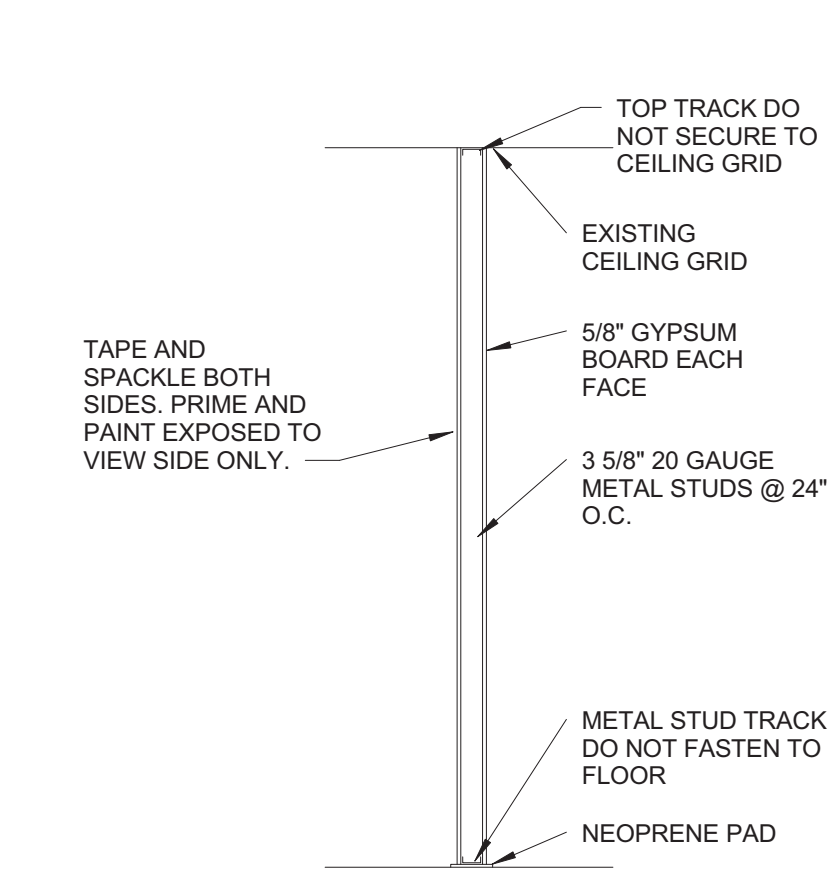 TOP TRACK DO
NOT SECURE TO
CEILING GRID
EXISTING
CEILING GRID
5/8" GYPSUM
BOARD EACH
FACE
TAPE AND
SPACKLE BOTH
SIDES. PRIME AND
PAINT EXPOSED TO
VIEW SIDE ONLY.
3 5/8" 20 GAUGE
METAL STUDS @ 24"
O.C.
METAL STUD TRACK
DO NOT FASTEN TO
FLOOR
NEOPRENE PAD